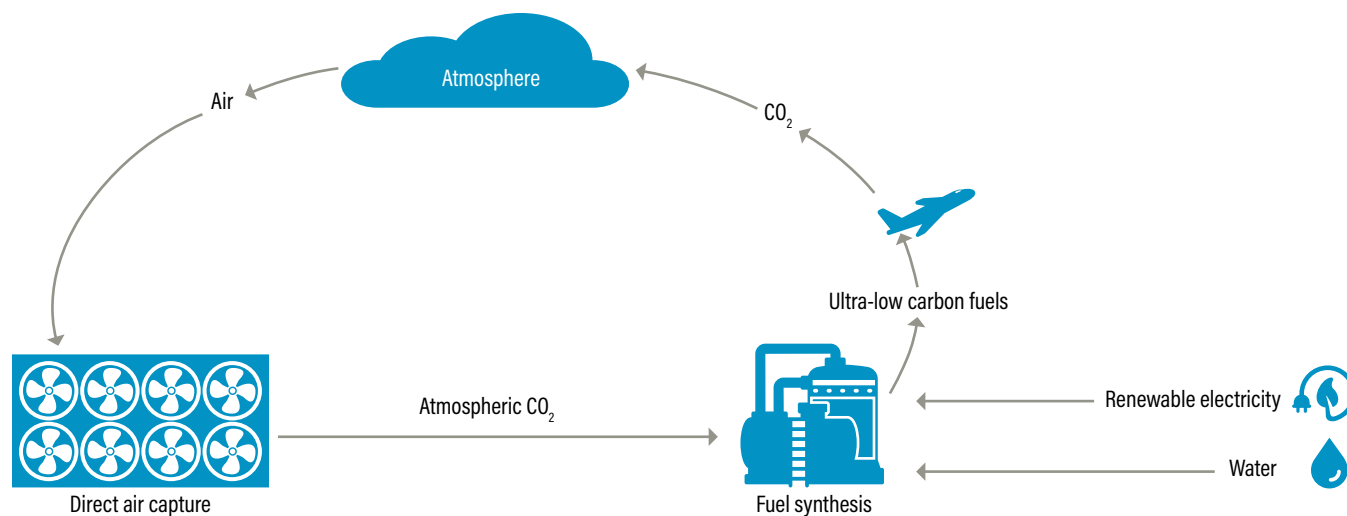 Atmosphere
Air
CO₂
Ultra-low carbon fuels
Atmospheric CO₂
Renewable electricity
Water
Direct air capture
Fuel synthesis